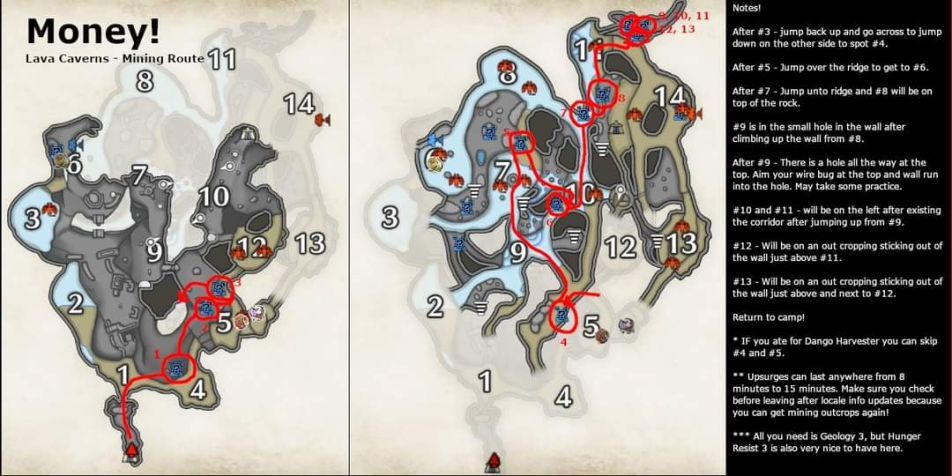 Money!
Lava Caverns - Mining Route
11
8
14
6
7
3
10
9
12
13
2
3
2
5
1
1
4
9, 10, 11
12, 13
11
8
8
14
7
5
7
3
10
6
13
9
12
2
5
4
1
4
Notes!
After #3 - jump back up and go across to jump
down on the other side to spot #4.
After #5 - Jump over the ridge to get to #6.
After #7 - Jump unto ridge and #8 will be on
top of the rock.
#9 is in the small hole in the wall after
climbing up the wall from #8.
After #9 - There is a hole all the way at the
top. Aim your wire bug at the top and wall run
into the hole. May take some practice.
#10 and #11 - will be on the left after existing
the corridor after jumping up from #9.
#12 - Will be on an out cropping sticking out of
the wall just above #11.
#13 - Will be on an out cropping sticking out of
the wall just above and next to #12.
Return to camp!
* IF you ate for Dango Harvester you can skip
#4 and #5.
** Upsurges can last anywhere from 8
minutes to 15 minutes. Make sure you check
before leaving after locale info updates because
you can get mining outcrops again!
*** All you need is Geology 3, but Hunger
Resist 3 is also very nice to have here.